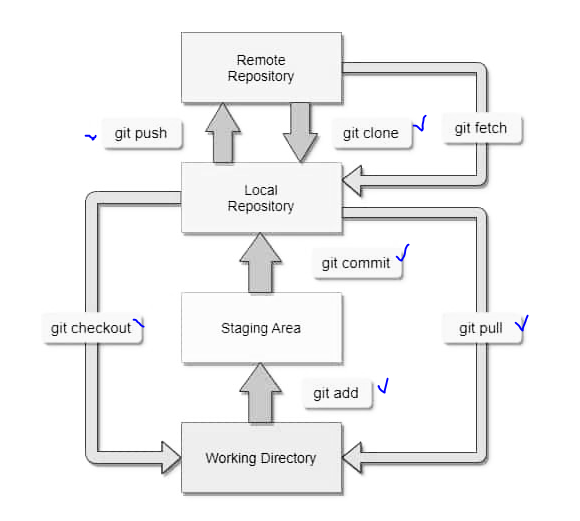 Remote
Repository
git push
git clone
git fetch
Local
Repository
git commit
git checkout
Staging Area
git pull
git add
Working Directory